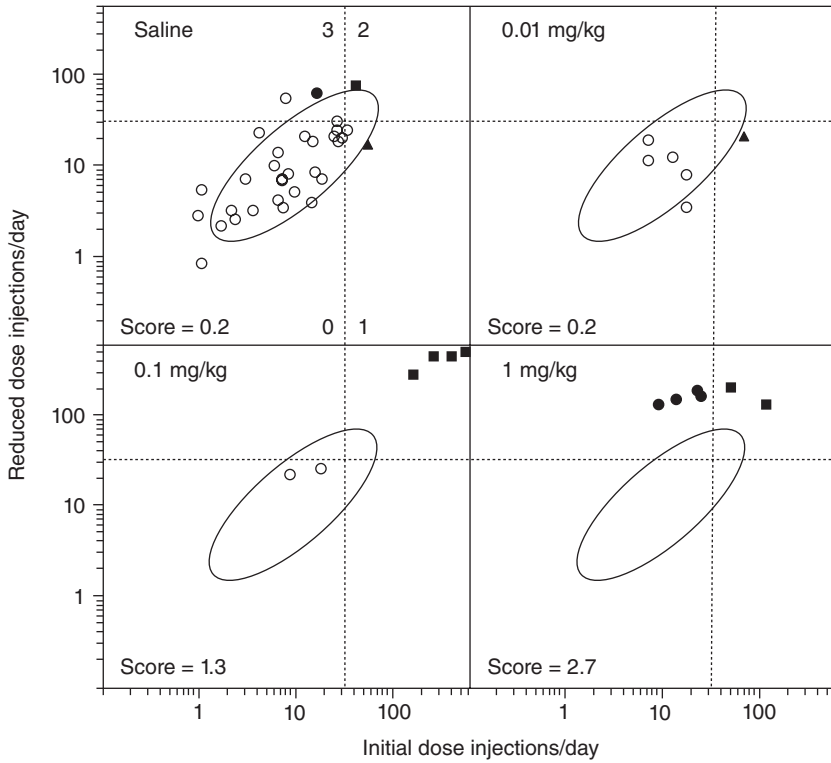 Saline 3 2
0.01 mg/kg
100
10
1
Score = 0.2 0 1
Score = 0.2
0.1 mg/kg
1 mg/kg
100
10
1
Score = 1.3
Score = 2.7
1 10 100 1 10 100
Initial dose injections/day
Reduced dose injections/day